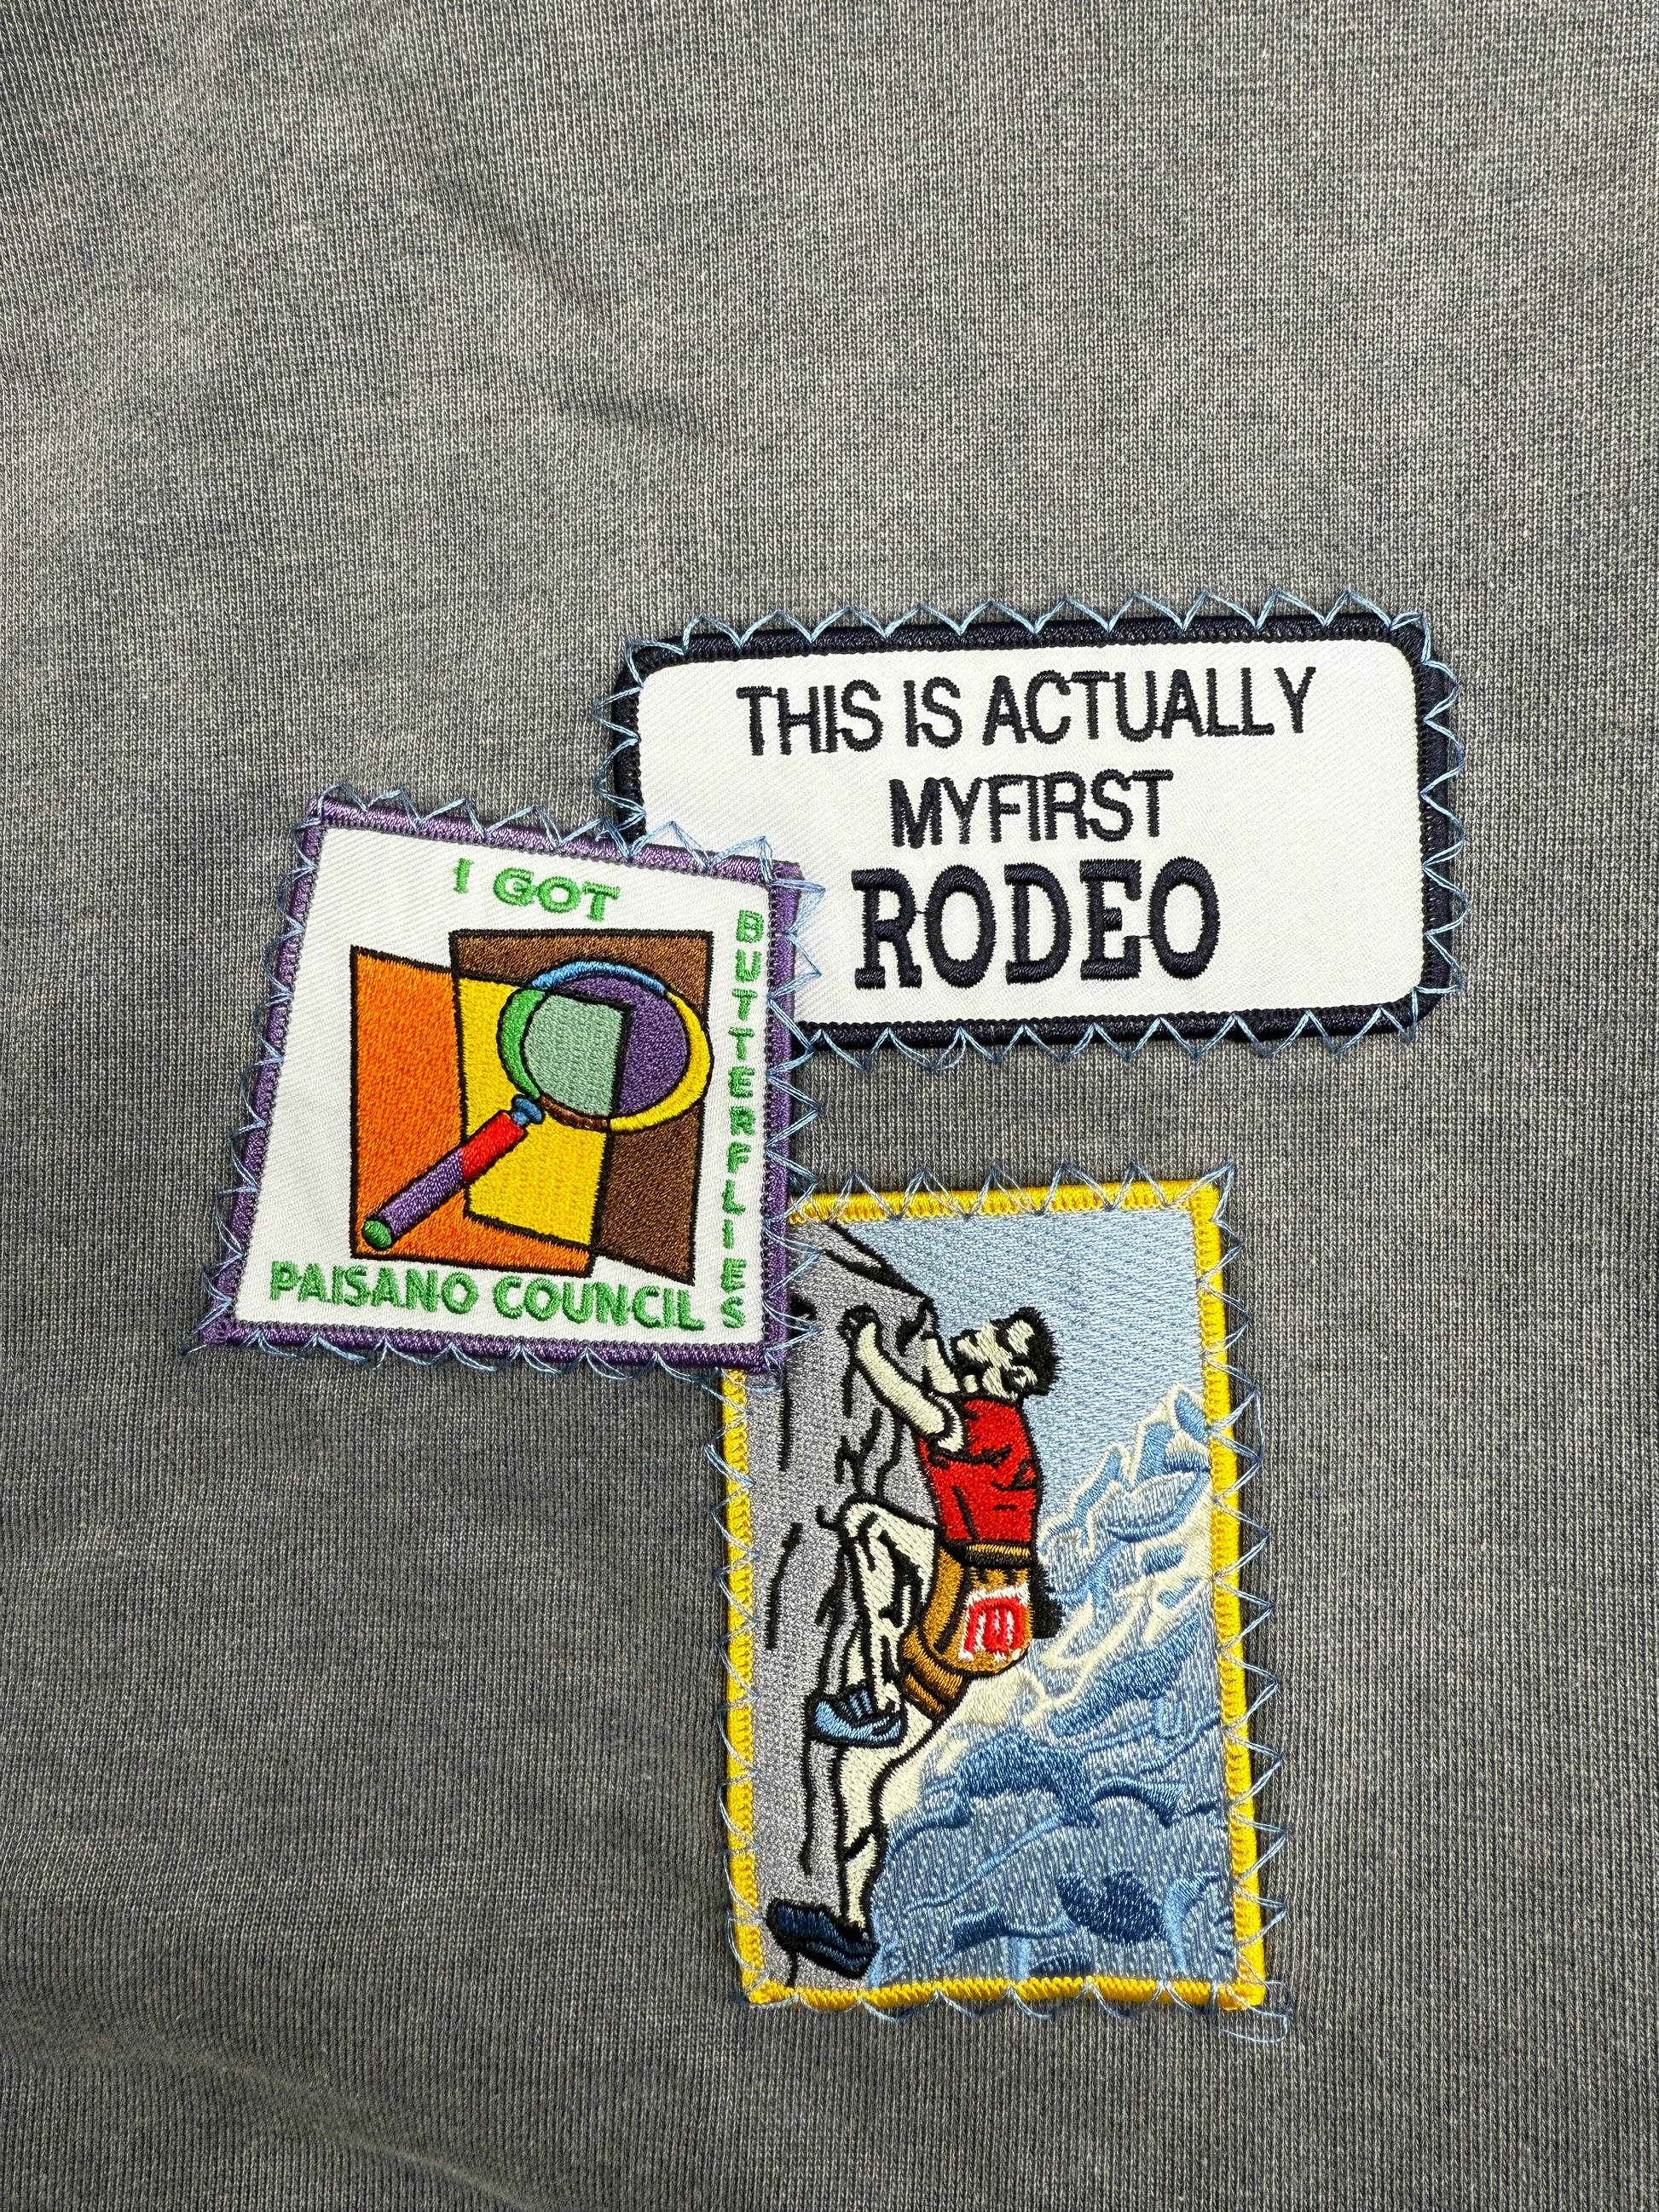 THIS IS ACTUALLY
MYFIRST
RODEO
I GOT
BUTTERFLIES
PAISANO COUNCIL